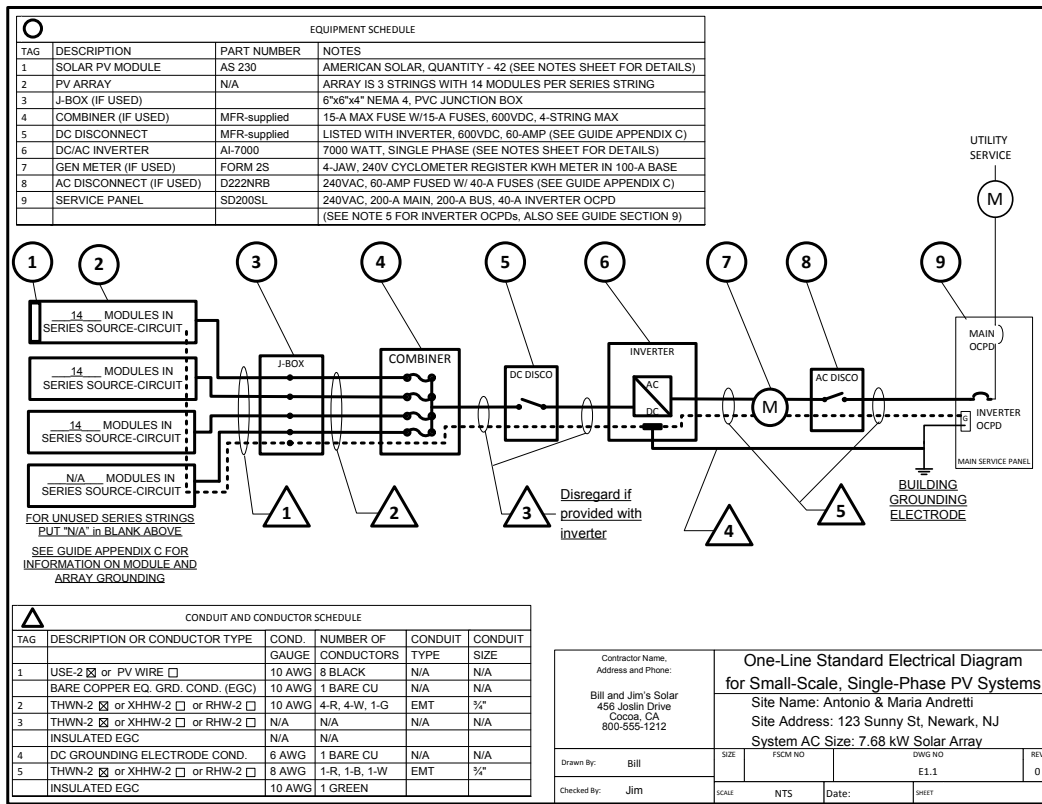 EQUIPMENT SCHEDULE
TAG DESCRIPTION PART NUMBER NOTES
1 SOLAR PV MODULE AS 230 AMERICAN SOLAR, QUANTITY - 42 (SEE NOTES SHEET FOR DETAILS)
2 PV ARRAY N/A ARRAY IS 3 STRINGS WITH 14 MODULES PER SERIES STRING
3 J-BOX (IF USED) 6"x6"x4" NEMA 4, PVC JUNCTION BOX
4 COMBINER (IF USED) MFR-supplied 15-A MAX FUSE W/15-A FUSES, 600VDC, 4-STRING MAX
5 DC DISCONNECT MFR-supplied LISTED WITH INVERTER, 600VDC, 60-AMP (SEE GUIDE APPENDIX C)
6 DC/AC INVERTER AI-7000 7000 WATT, SINGLE PHASE (SEE NOTES SHEET FOR DETAILS)
7 GEN METER (IF USED) FORM 2S 4-JAW, 240V CYCLOMETER REGISTER KWH METER IN 100-A BASE
8 AC DISCONNECT (IF USED) D222NRB 240VAC, 60-AMP FUSED W/ 40-A FUSES (SEE GUIDE APPENDIX C)
9 SERVICE PANEL SD200SL 240VAC, 200-A MAIN, 200-A BUS, 40-A INVERTER OCPD
(SEE NOTE 5 FOR INVERTER OCPDs, ALSO SEE GUIDE SECTION 9)
UTILITY
SERVICE
M
1 2 3 4 5 6 7 8 9
14 MODULES IN
SERIES SOURCE-CIRCUIT
14 MODULES IN
SERIES SOURCE-CIRCUIT
14 MODULES IN
SERIES SOURCE-CIRCUIT
N/A MODULES IN
SERIES SOURCE-CIRCUIT
FOR UNUSED SERIES STRINGS
PUT "N/A" in BLANK ABOVE
SEE GUIDE APPENDIX C FOR
INFORMATION ON MODULE AND
ARRAY GROUNDING
J-BOX
COMBINER
DC DISCO
INVERTER
AC
DC
M
AC DISCO
MAIN
OCPD
INVERTER
OCPD
G
MAIN SERVICE PANEL
BUILDING
GROUNDING
ELECTRODE
1
2
3
Disregard if
provided with
inverter
4
5
CONDUIT AND CONDUCTOR SCHEDULE
TAG DESCRIPTION OR CONDUCTOR TYPE COND. NUMBER OF CONDUIT CONDUIT
GAUGE CONDUCTORS TYPE SIZE
1 USE-2 ☒ or PV WIRE ☐ 10 AWG 8 BLACK N/A N/A
BARE COPPER EQ. GRD. COND. (EGC) 10 AWG 1 BARE CU N/A N/A
2 THWN-2 ☒ or XHHW-2 ☐ or RHW-2 ☐ 10 AWG 4-R, 4-W, 1-G EMT ¾"
3 THWN-2 ☒ or XHHW-2 ☐ or RHW-2 ☐ N/A N/A N/A N/A
INSULATED EGC N/A N/A
4 DC GROUNDING ELECTRODE COND. 6 AWG 1 BARE CU N/A N/A
5 THWN-2 ☒ or XHHW-2 ☐ or RHW-2 ☐ 8 AWG 1-R, 1-B, 1-W EMT ¾"
INSULATED EGC 10 AWG 1 GREEN
Contractor Name,
Address and Phone:
Bill and Jim's Solar
456 Joslin Drive
Cocoa, CA
800-555-1212
One-Line Standard Electrical Diagram
for Small-Scale, Single-Phase PV Systems
Site Name: Antonio & Maria Andretti
Site Address: 123 Sunny St, Newark, NJ
System AC Size: 7.68 kW Solar Array
Drawn By: Bill
SIZE FSCM NO DWG NO REV
E1.1 0
Checked By: Jim
SCALE NTS Date: SHEET